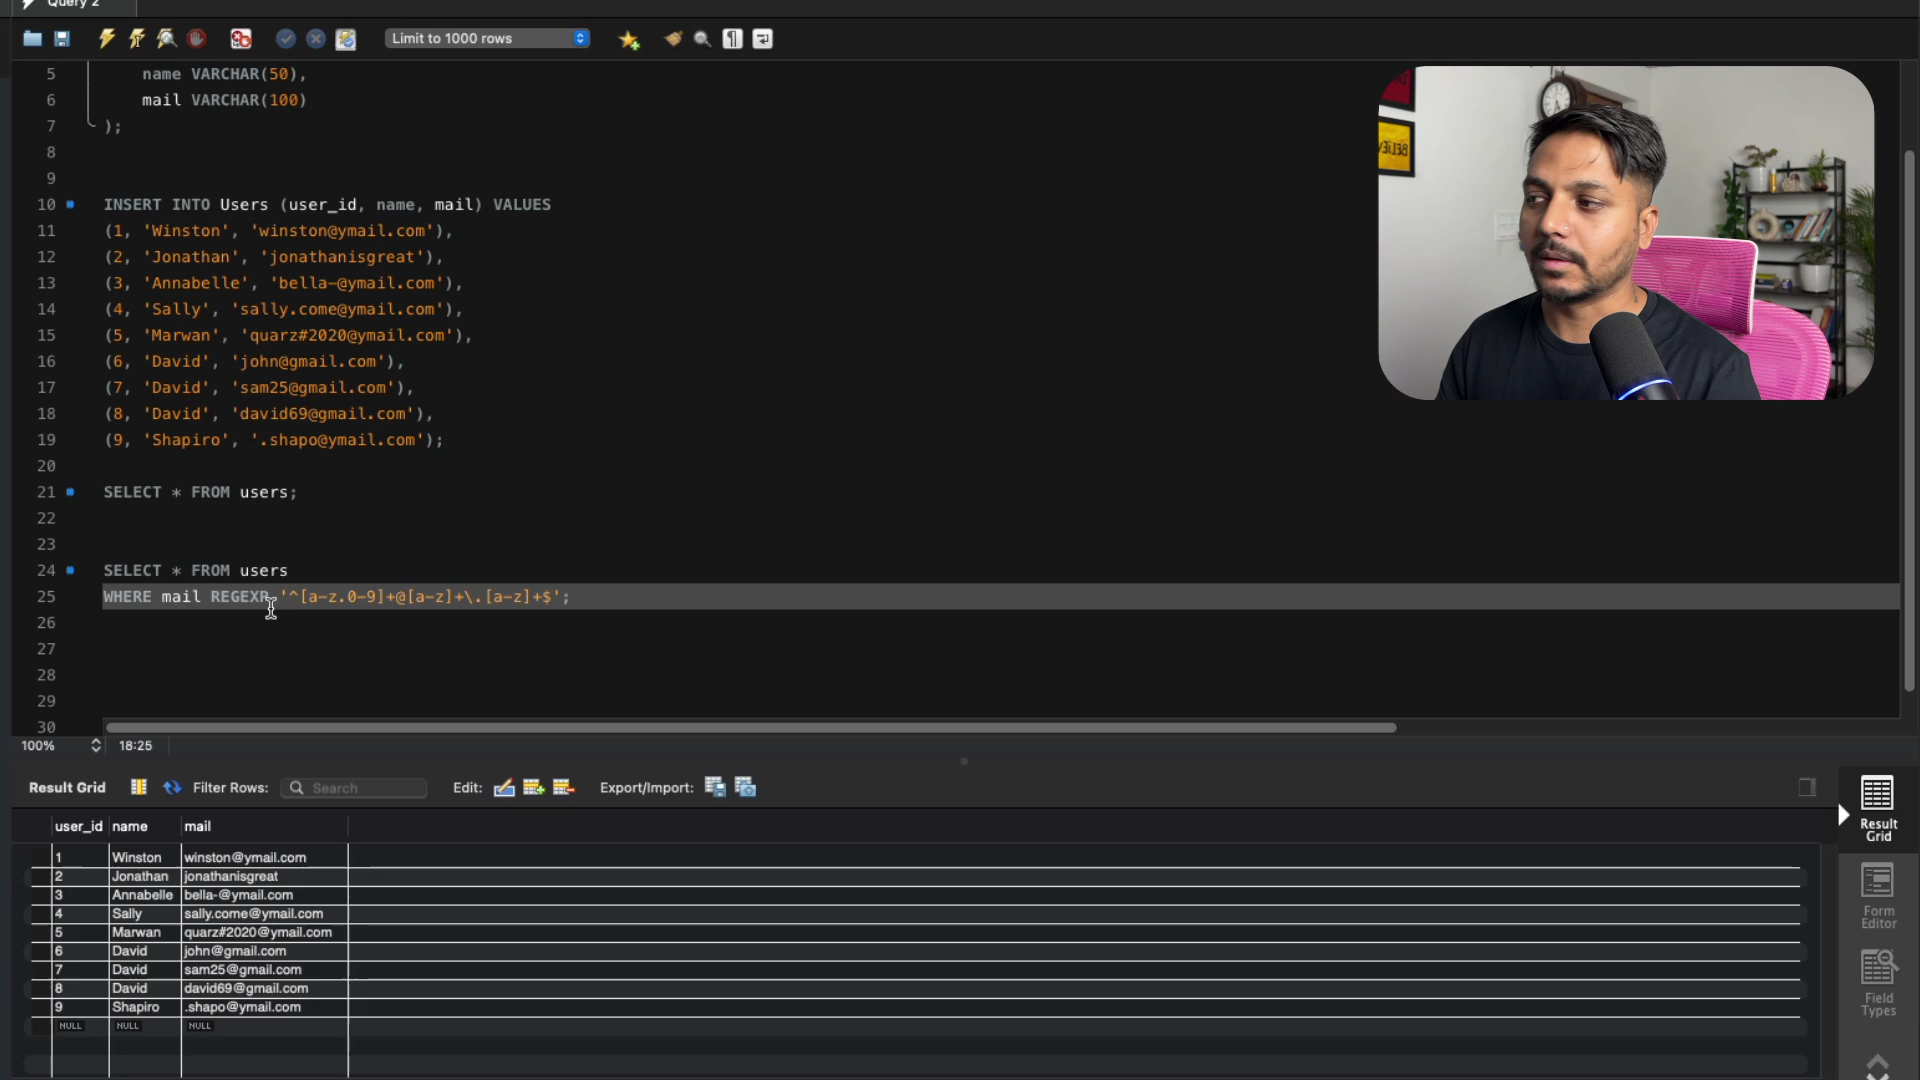 Query 2
Limit to 1000 rows
5 name VARCHAR(50),
6 mail VARCHAR(100)
7 );
8
9
10 INSERT INTO Users (user_id, name, mail) VALUES
11 (1, 'Winston', 'winston@ymail.com'),
12 (2, 'Jonathan', 'jonathanisgreat'),
13 (3, 'Annabelle', 'bella-@ymail.com'),
14 (4, 'Sally', 'sally.come@ymail.com'),
15 (5, 'Marwan', 'quarz#2020@ymail.com'),
16 (6, 'David', 'john@gmail.com'),
17 (7, 'David', 'sam25@gmail.com'),
18 (8, 'David', 'david69@gmail.com'),
19 (9, 'Shapiro', '.shapo@ymail.com');
20
21 SELECT * FROM users;
22
23
24 SELECT * FROM users
25 WHERE mail REGEXP '^[a-z.0-9]+@[a-z]+\.[a-z]+$';
26
27
28
29
30
100% 18:25
Result Grid Filter Rows: Search Edit: Export/Import:
user_id name mail
1 Winston winston@ymail.com
2 Jonathan jonathanisgreat
3 Annabelle bella-@ymail.com
4 Sally sally.come@ymail.com
5 Marwan quarz#2020@ymail.com
6 David john@gmail.com
7 David sam25@gmail.com
8 David david69@gmail.com
9 Shapiro .shapo@ymail.com
NULL NULL NULL
Result
Grid
Form
Editor
Field
Types